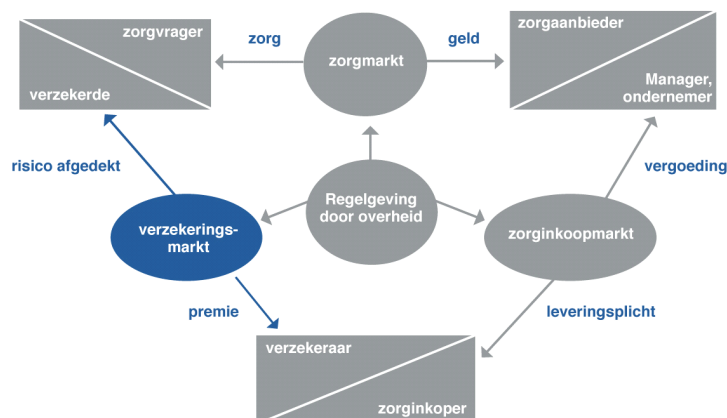 zorgvrager
verzekerde
zorg
zorgmarkt
geld
zorgaanbieder
Manager,
ondernemer
risico afgedekt
verzekerings-
markt
Regelgeving
door overheid
zorginkoopmarkt
vergoeding
premie
leveringsplicht
verzekeraar
zorginkoper